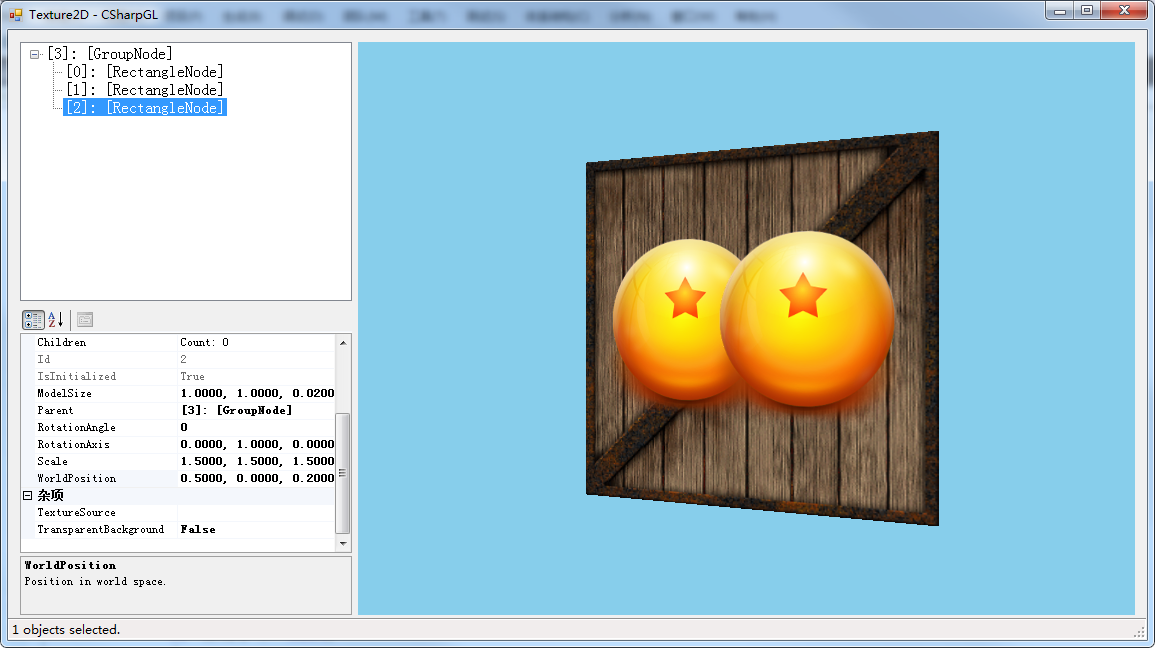 Texture2D - CSharpGL
[3]: [GroupNode]
[0]: [RectangleNode]
[1]: [RectangleNode]
[2]: [RectangleNode]
A
Z
Children Count: 0
Id 2
IsInitialized True
ModelSize 1.0000, 1.0000, 0.0200
Parent [3]: [GroupNode]
RotationAngle 0
RotationAxis 0.0000, 1.0000, 0.0000
Scale 1.5000, 1.5000, 1.5000
WorldPosition 0.5000, 0.0000, 0.2000
杂项
TextureSource
TransparentBackground False
WorldPosition
Position in world space.
1 objects selected.